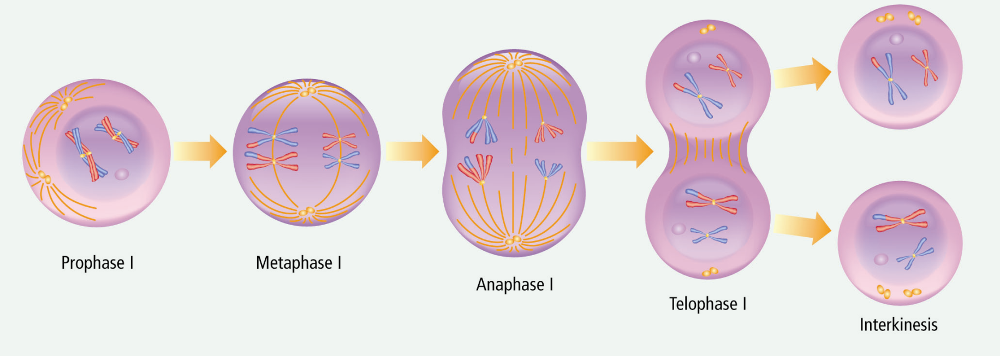 Prophase I
Metaphase I
Anaphase I
Telophase I
Interkinesis